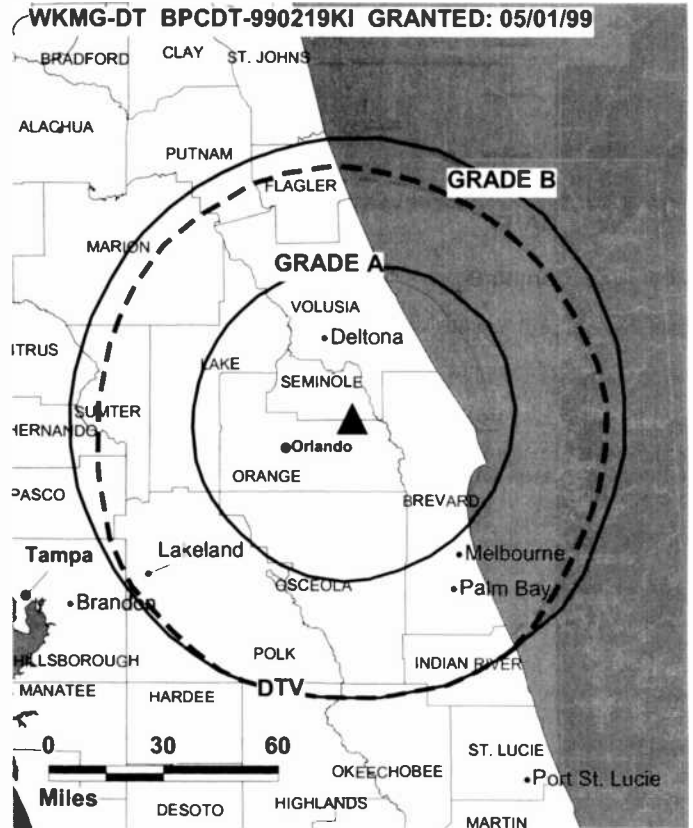 WKMG-DT BPCDT-990219KI GRANTED: 05/01/99
BRADFORD
CLAY
ST. JOHNS
ALACHUA
PUTNAM
GRADE B
FLAGLER
MARION
GRADE A
VOLUSIA
Deltona
ITRUS
LAKE
SEMINOLE
SUMTER
HERNANDO
Orlando
ORANGE
PASCO
BREVARD
Tampa
Lakeland
Melbourne
OSCEOLA
Palm Bay
Brandon
POLK
HILLSBOROUGH
INDIAN RIVER
MANATEE
HARDEE
DTV
0 30 60
ST. LUCIE
OKEECHOBEE
Port St. Lucie
Miles
DESOTO
HIGHLANDS
MARTIN